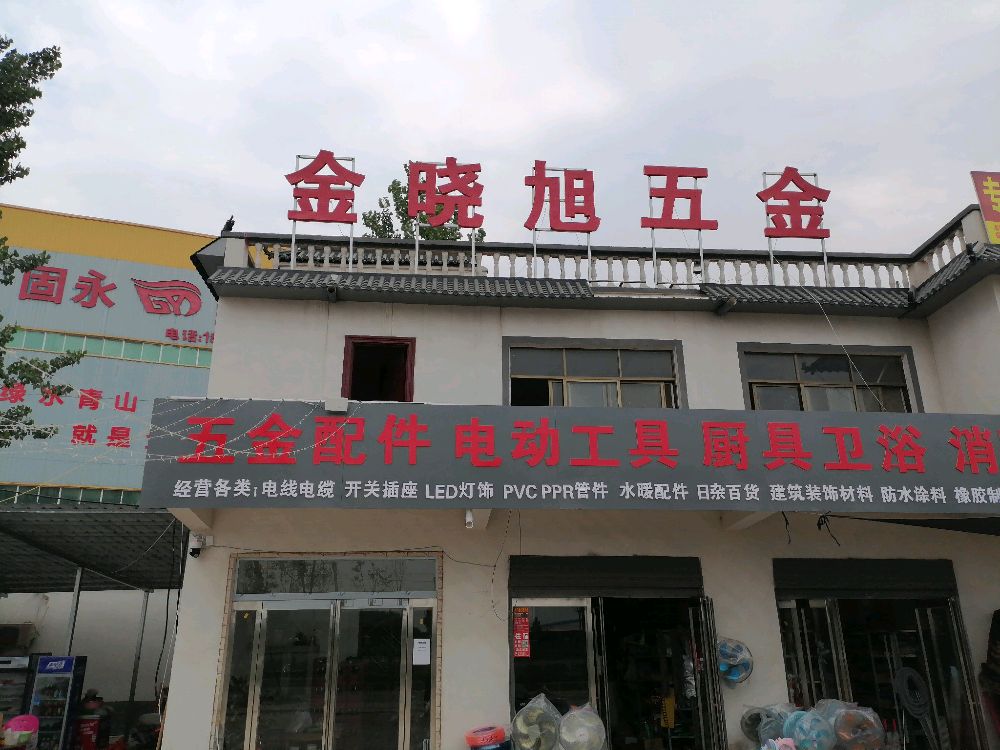 金晓旭五金
固永
电话:15
绿水青山
就是
五金配件 电动工具 厨具卫浴 消
经营各类:电线电缆 开关插座 LED灯饰 PVC PPR管件 水暖配件 日杂百货 建筑装饰材料 防水涂料 橡胶制